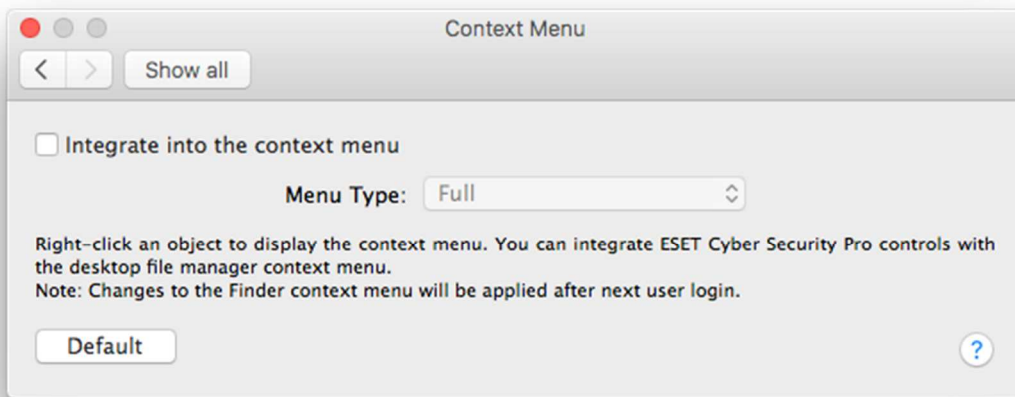 Context Menu
Show all
Integrate into the context menu
Menu Type: Full
Right-click an object to display the context menu. You can integrate ESET Cyber Security Pro controls with
the desktop file manager context menu.
Note: Changes to the Finder context menu will be applied after next user login.
Default
?